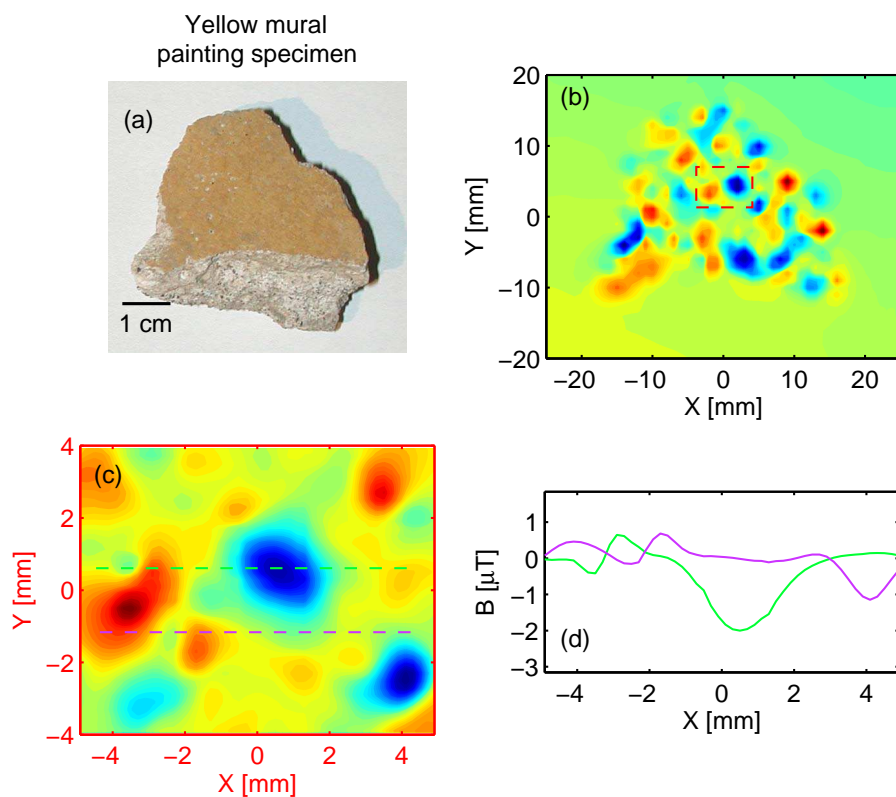 Yellow mural
painting specimen
(a)
1 cm
(b)
20
10
0
−10
−20
Y [mm]
−20 −10 0 10 20
X [mm]
(c)
4
2
0
−2
−4
Y [mm]
−4 −2 0 2 4
X [mm]
1
0
−1
−2
−3
B [µT]
(d)
−4 −2 0 2 4
X [mm]